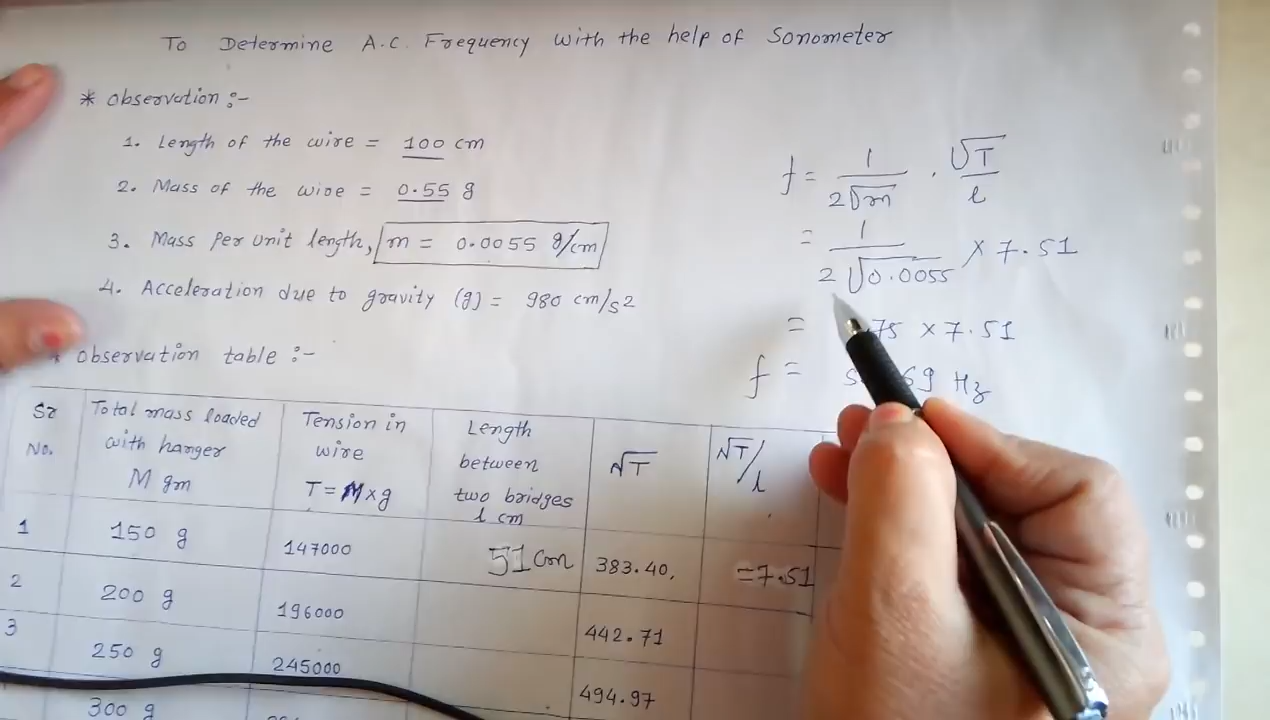 To Determine A.C. Frequency with the help of Sonometer
* Observation :-
1. Length of the wire = 100 cm
2. Mass of the wire = 0.55 g
3. Mass Per unit length, m = 0.0055 g/cm
4. Acceleration due to gravity (g) = 980 cm/s2
f = 1/2√m . √T/l
= 1/2√0.0055 × 7.51
= 75 × 7.51
f = 69 Hz
Observation table :-
Sr No.
Total mass loaded with hanger M gm
Tension in wire T = M×g
Length between two bridges l cm
√T
√T/l
1 150 g 147000 51 cm 383.40, =7.51
2 200 g 196000 442.71
3 250 g 245000 494.97
300 g